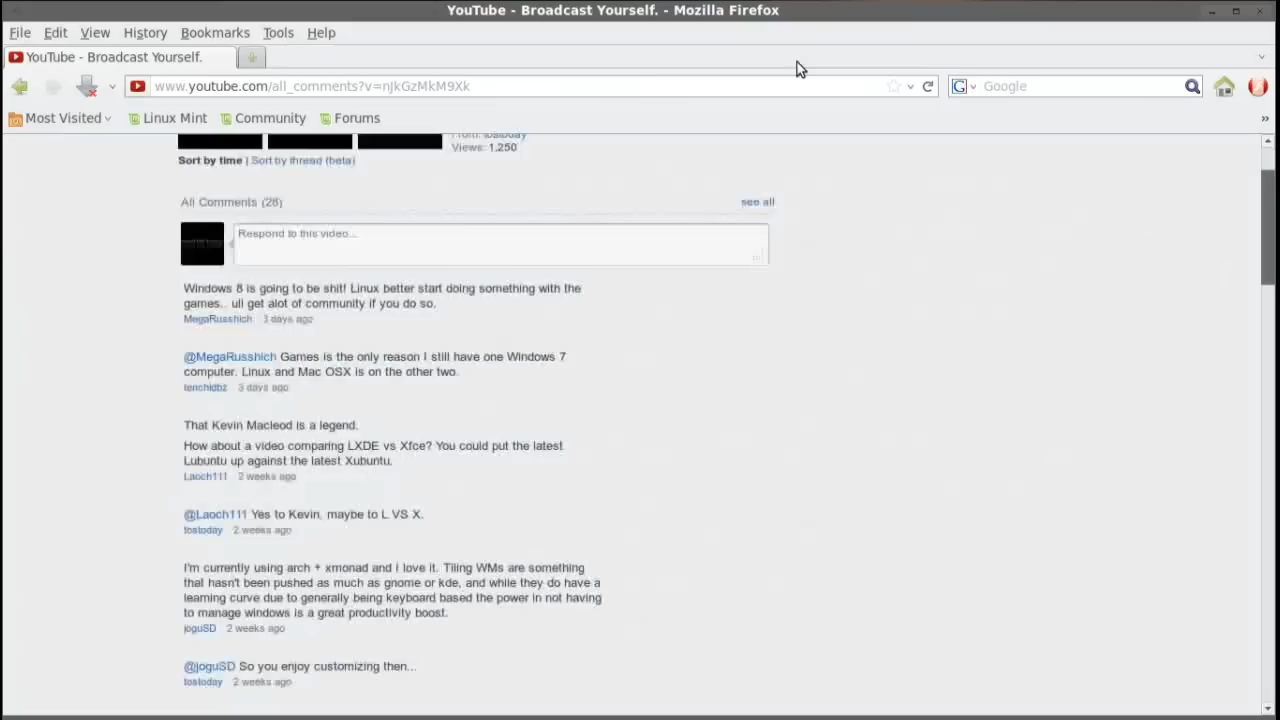 YouTube - Broadcast Yourself. - Mozilla Firefox
File Edit View History Bookmarks Tools Help
YouTube - Broadcast Yourself.
www.youtube.com/all_comments?v=nJkGzMkM9Xk
Google
Most Visited Linux Mint Community Forums »
From: tostoday
Views: 1,250
Sort by time | Sort by thread (beta)
All Comments (26) see all
Respond to this video...
Windows 8 is going to be shit! Linux better start doing something with the
games.. ull get alot of community if you do so.
MegaRusshich 3 days ago
@MegaRusshich Games is the only reason I still have one Windows 7
computer. Linux and Mac OSX is on the other two.
tenchidbz 3 days ago
That Kevin Macleod is a legend.
How about a video comparing LXDE vs Xfce? You could put the latest
Lubuntu up against the latest Xubuntu.
Laoch111 2 weeks ago
@Laoch111 Yes to Kevin, maybe to L VS X.
tostoday 2 weeks ago
I'm currently using arch + xmonad and I love it. Tiling WMs are something
that hasn't been pushed as much as gnome or kde, and while they do have a
learning curve due to generally being keyboard based the power in not having
to manage windows is a great productivity boost.
joguSD 2 weeks ago
@joguSD So you enjoy customizing then...
tostoday 2 weeks ago